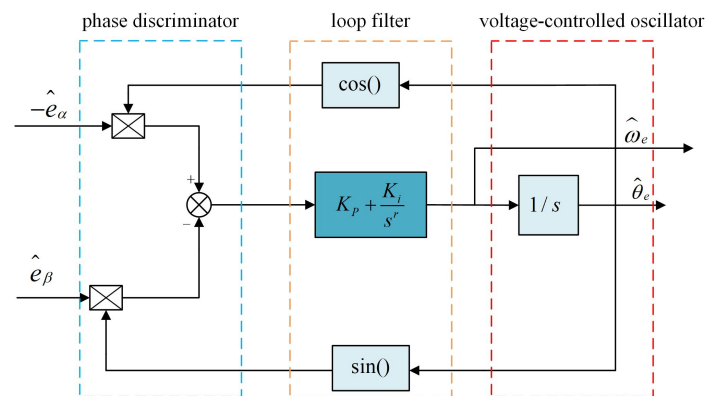 phase discriminator
loop filter
voltage-controlled oscillator
cos()
−ê_α
ω̂_e
+
K_P + K_i / s^r
1 / s
θ̂_e
−
ê_β
sin()